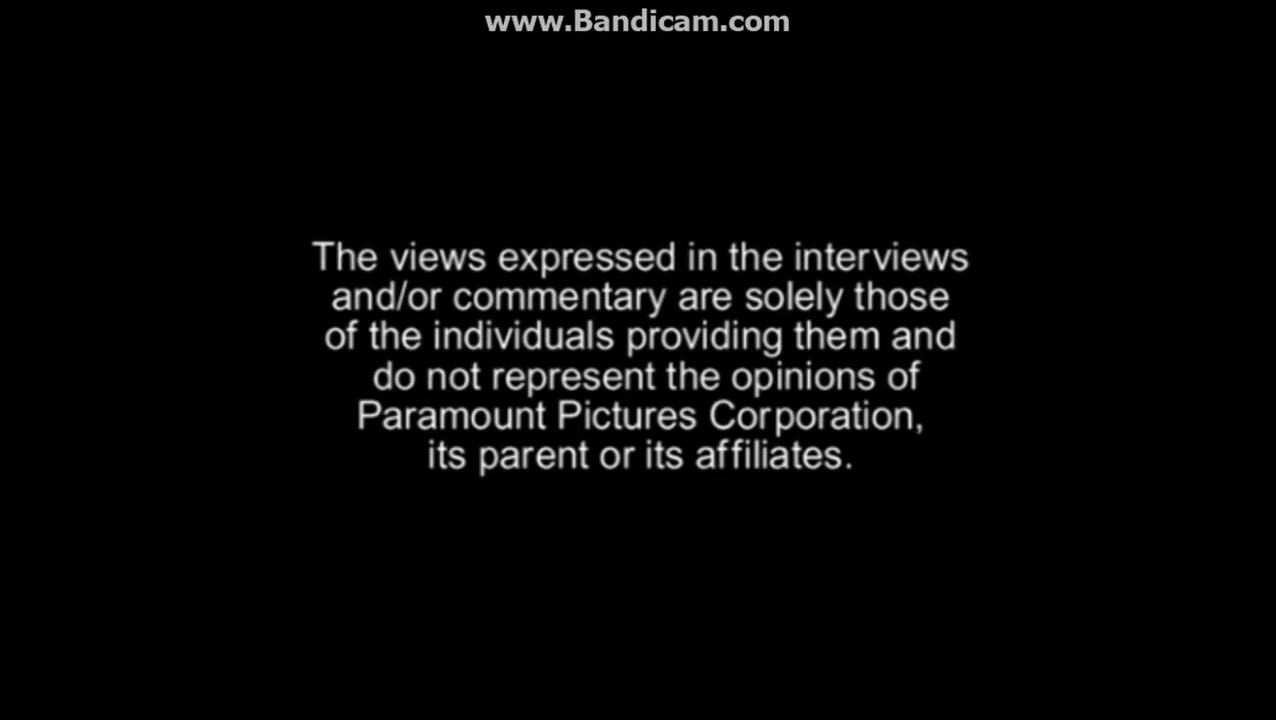 www.Bandicam.com
The views expressed in the interviews
and/or commentary are solely those
of the individuals providing them and
do not represent the opinions of
Paramount Pictures Corporation,
its parent or its affiliates.